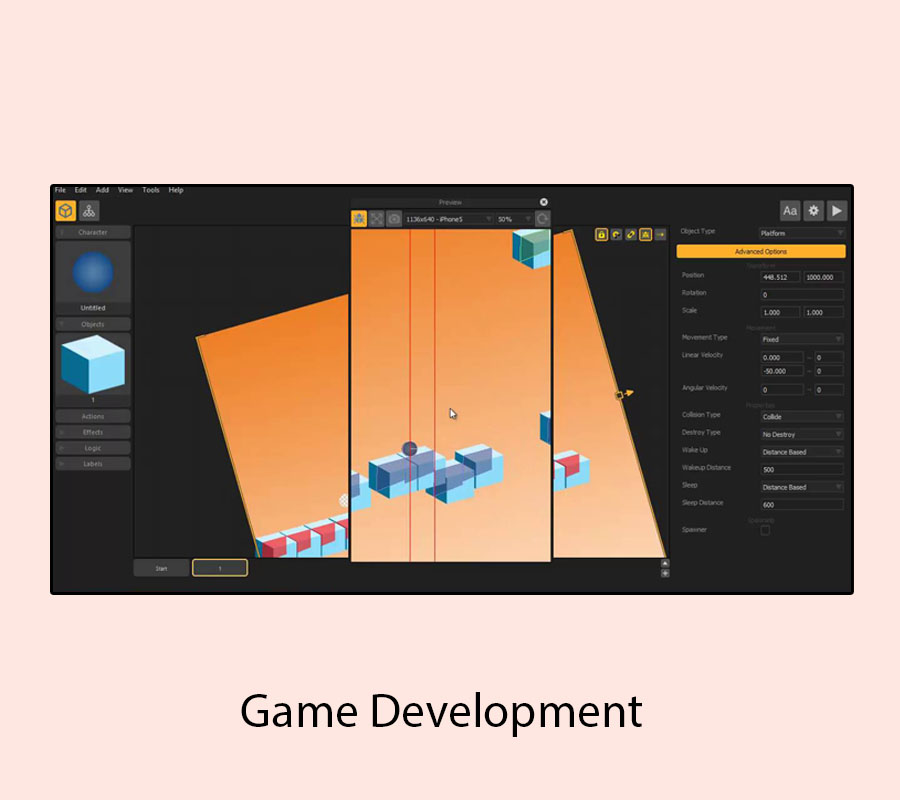 File Edit Add View Tools Help
Preview
1136x640 - iPhone5 50%
Aa
Character
Untitled
Objects
1
Actions
Effects
Logic
Labels
Start 1
Object Type Platform
Advanced Options
Transform
Position 448.512 1000.000
Rotation 0
Scale 1.000 1.000
Movement
Movement Type Fixed
Linear Velocity 0.000 ~ 0
-50.000 ~ 0
Angular Velocity 0 ~ 0
Properties
Collision Type Collide
Destroy Type No Destroy
Wake Up Distance Based
Wakeup Distance 500
Sleep Distance Based
Sleep Distance 600
Spawning
Spawner
Game Development